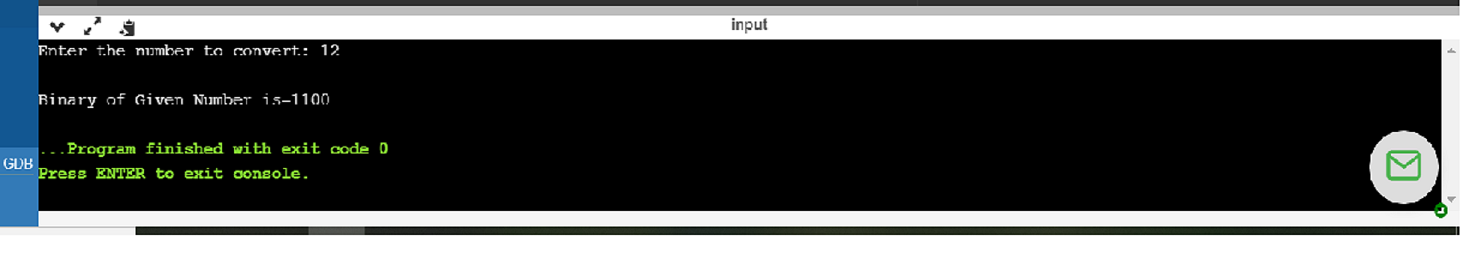 input
Enter the number to convert: 12
Binary of Given Number is-1100
...Program finished with exit code 0
GDB
Press ENTER to exit console.